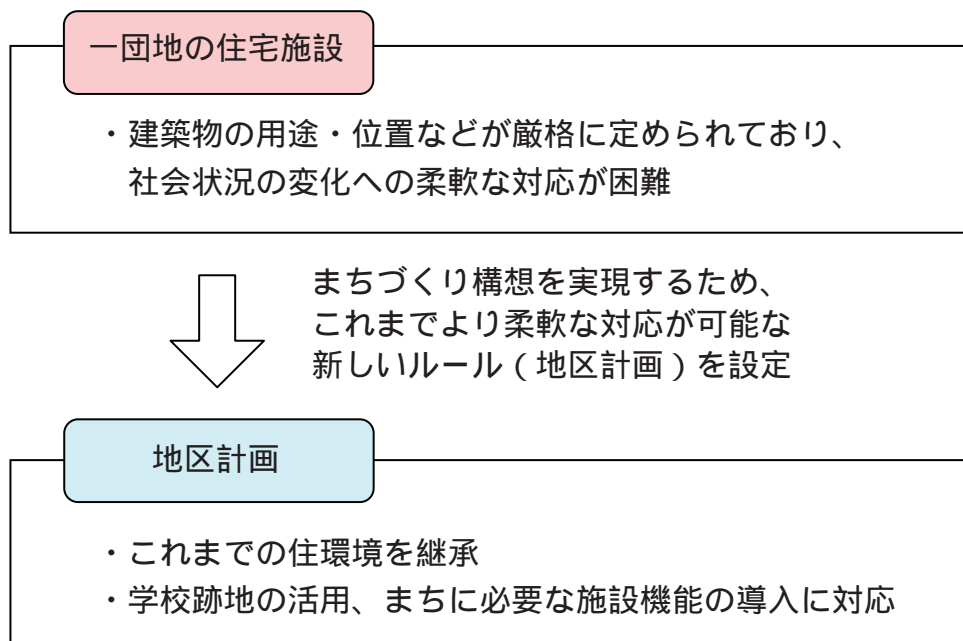 一団地の住宅施設
・建築物の用途・位置などが厳格に定められており、
社会状況の変化への柔軟な対応が困難
まちづくり構想を実現するため、
これまでより柔軟な対応が可能な
新しいルール（地区計画）を設定
地区計画
・これまでの住環境を継承
・学校跡地の活用、まちに必要な施設機能の導入に対応